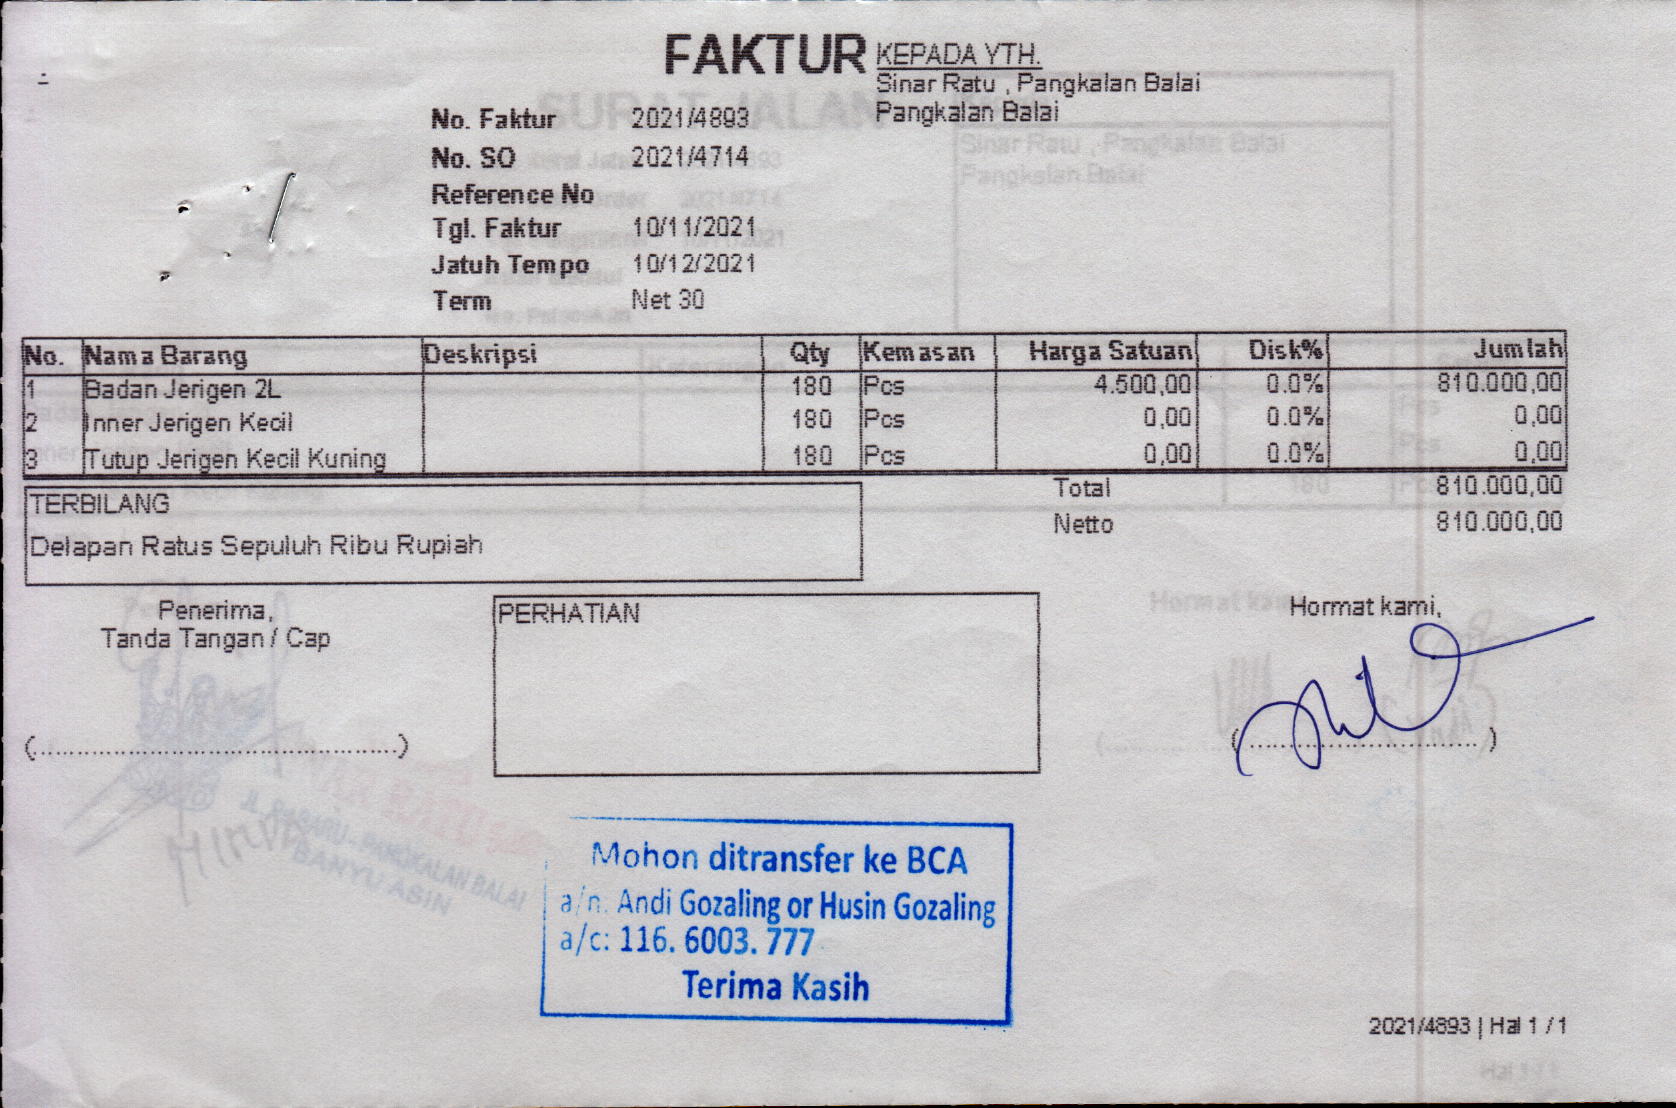 FAKTUR
KEPADA YTH.
Sinar Ratu , Pangkalan Balai
Pangkalan Balai
No. Faktur 2021/4893
No. SO 2021/4714
Reference No
Tgl. Faktur 10/11/2021
Jatuh Tempo 10/12/2021
Term Net 30
No. Nama Barang Deskripsi Qty Kemasan Harga Satuan Disk% Jumlah
1 Badan Jerigen 2L 180 Pcs 4.500,00 0.0% 810.000,00
2 Inner Jerigen Kecil 180 Pcs 0,00 0.0% 0,00
3 Tutup Jerigen Kecil Kuning 180 Pcs 0,00 0.0% 0,00
Total 810.000,00
Netto 810.000,00
TERBILANG
Delapan Ratus Sepuluh Ribu Rupiah
Penerima,
Tanda Tangan / Cap
(..........................................................)
PERHATIAN
Hormat kami,
(....................................)
Mohon ditransfer ke BCA
a/n. Andi Gozaling or Husin Gozaling
a/c: 116. 6003. 777
Terima Kasih
2021/4893 | Hal 1 / 1